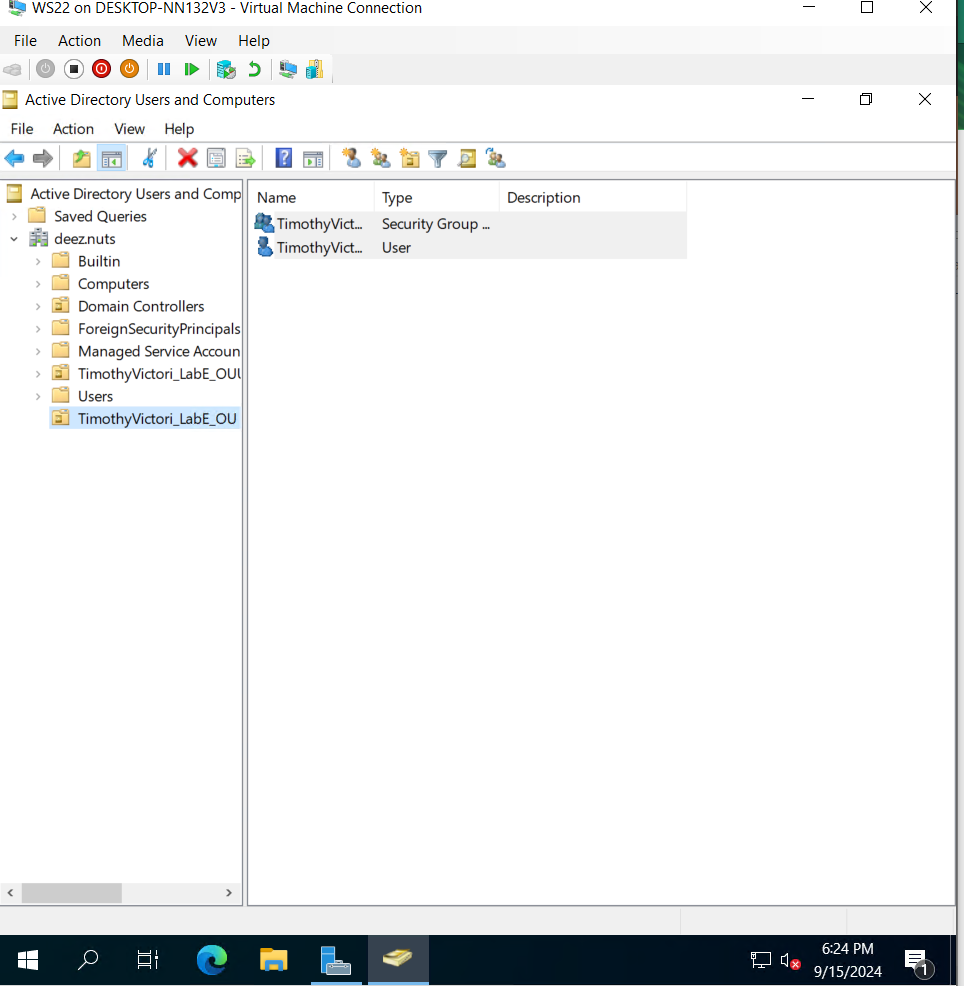 WS22 on DESKTOP-NN132V3 - Virtual Machine Connection
File Action Media View Help
Active Directory Users and Computers
File Action View Help
Active Directory Users and Comp
Saved Queries
deez.nuts
Builtin
Computers
Domain Controllers
ForeignSecurityPrincipals
Managed Service Accoun
TimothyVictori_LabE_OU
Users
TimothyVictori_LabE_OU
Name Type Description
TimothyVict... Security Group ...
TimothyVict... User
6:24 PM
9/15/2024
1